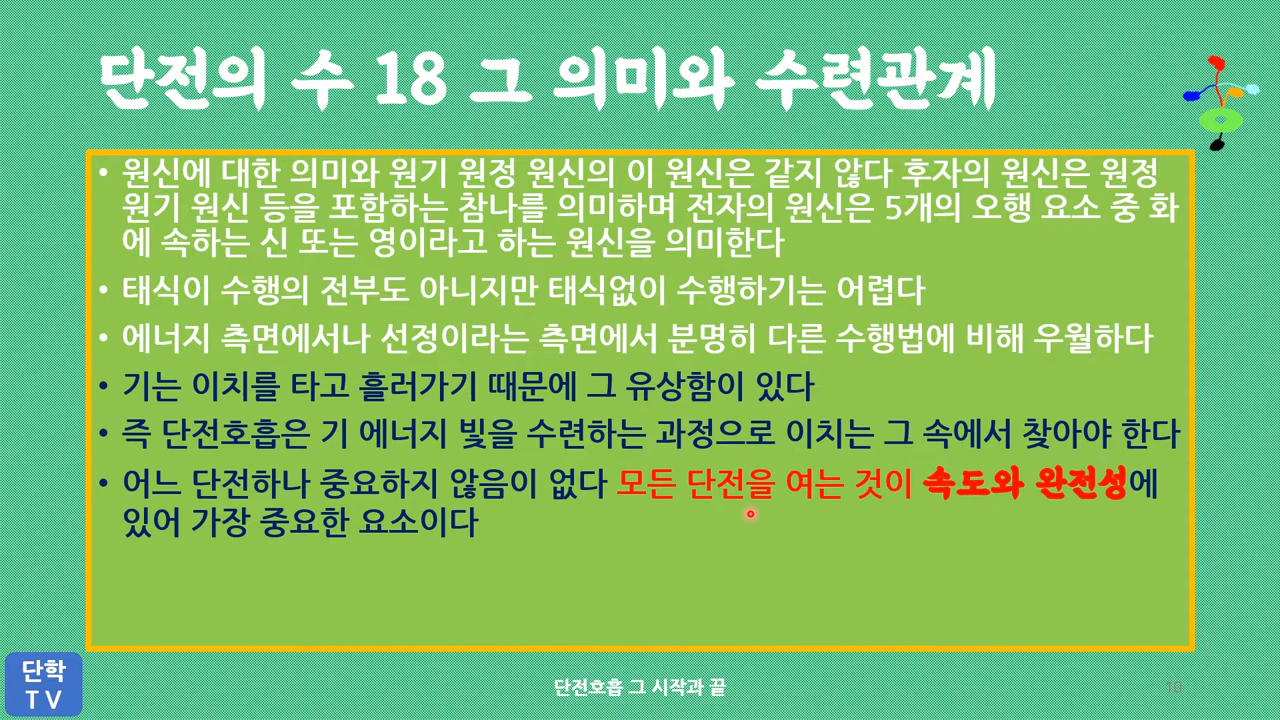 단전의 수 18 그 의미와 수련관계
• 원신에 대한 의미와 원기 원정 원신의 이 원신은 같지 않다 후자의 원신은 원정
원기 원신 등을 포함하는 참나를 의미하며 전자의 원신은 5개의 오행 요소 중 화
에 속하는 신 또는 영이라고 하는 원신을 의미한다
• 태식이 수행의 전부도 아니지만 태식없이 수행하기는 어렵다
• 에너지 측면에서나 선정이라는 측면에서 분명히 다른 수행법에 비해 우월하다
• 기는 이치를 타고 흘러가기 때문에 그 유상함이 있다
• 즉 단전호흡은 기 에너지 빛을 수련하는 과정으로 이치는 그 속에서 찾아야 한다
• 어느 단전하나 중요하지 않음이 없다 모든 단전을 여는 것이 속도와 완전성에
있어 가장 중요한 요소이다
단학
TV
단전호흡 그 시작과 끝